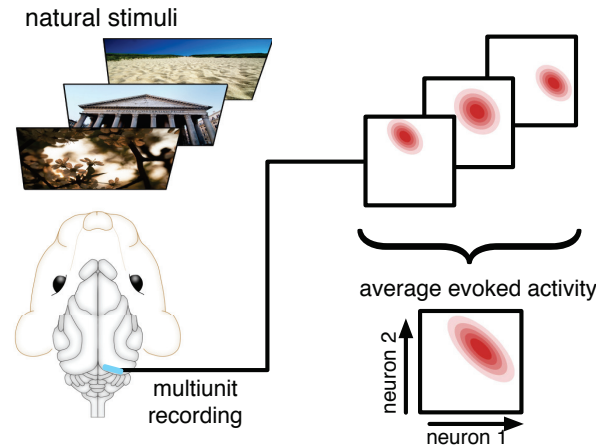 natural stimuli
average evoked activity
neuron 2
neuron 1
multiunit
recording